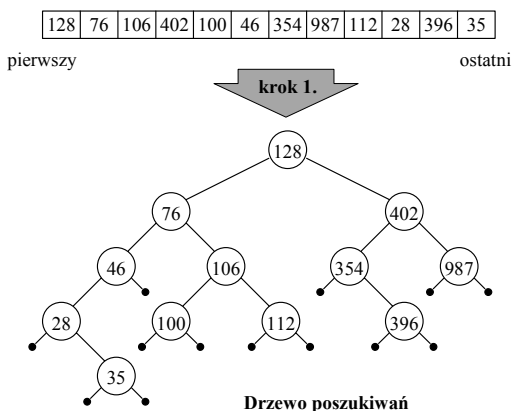 128 76 106 402 100 46 354 987 112 28 396 35
pierwszy ostatni
krok 1.
128
76 402
46 106 354 987
28 100 112 396
35
Drzewo poszukiwań